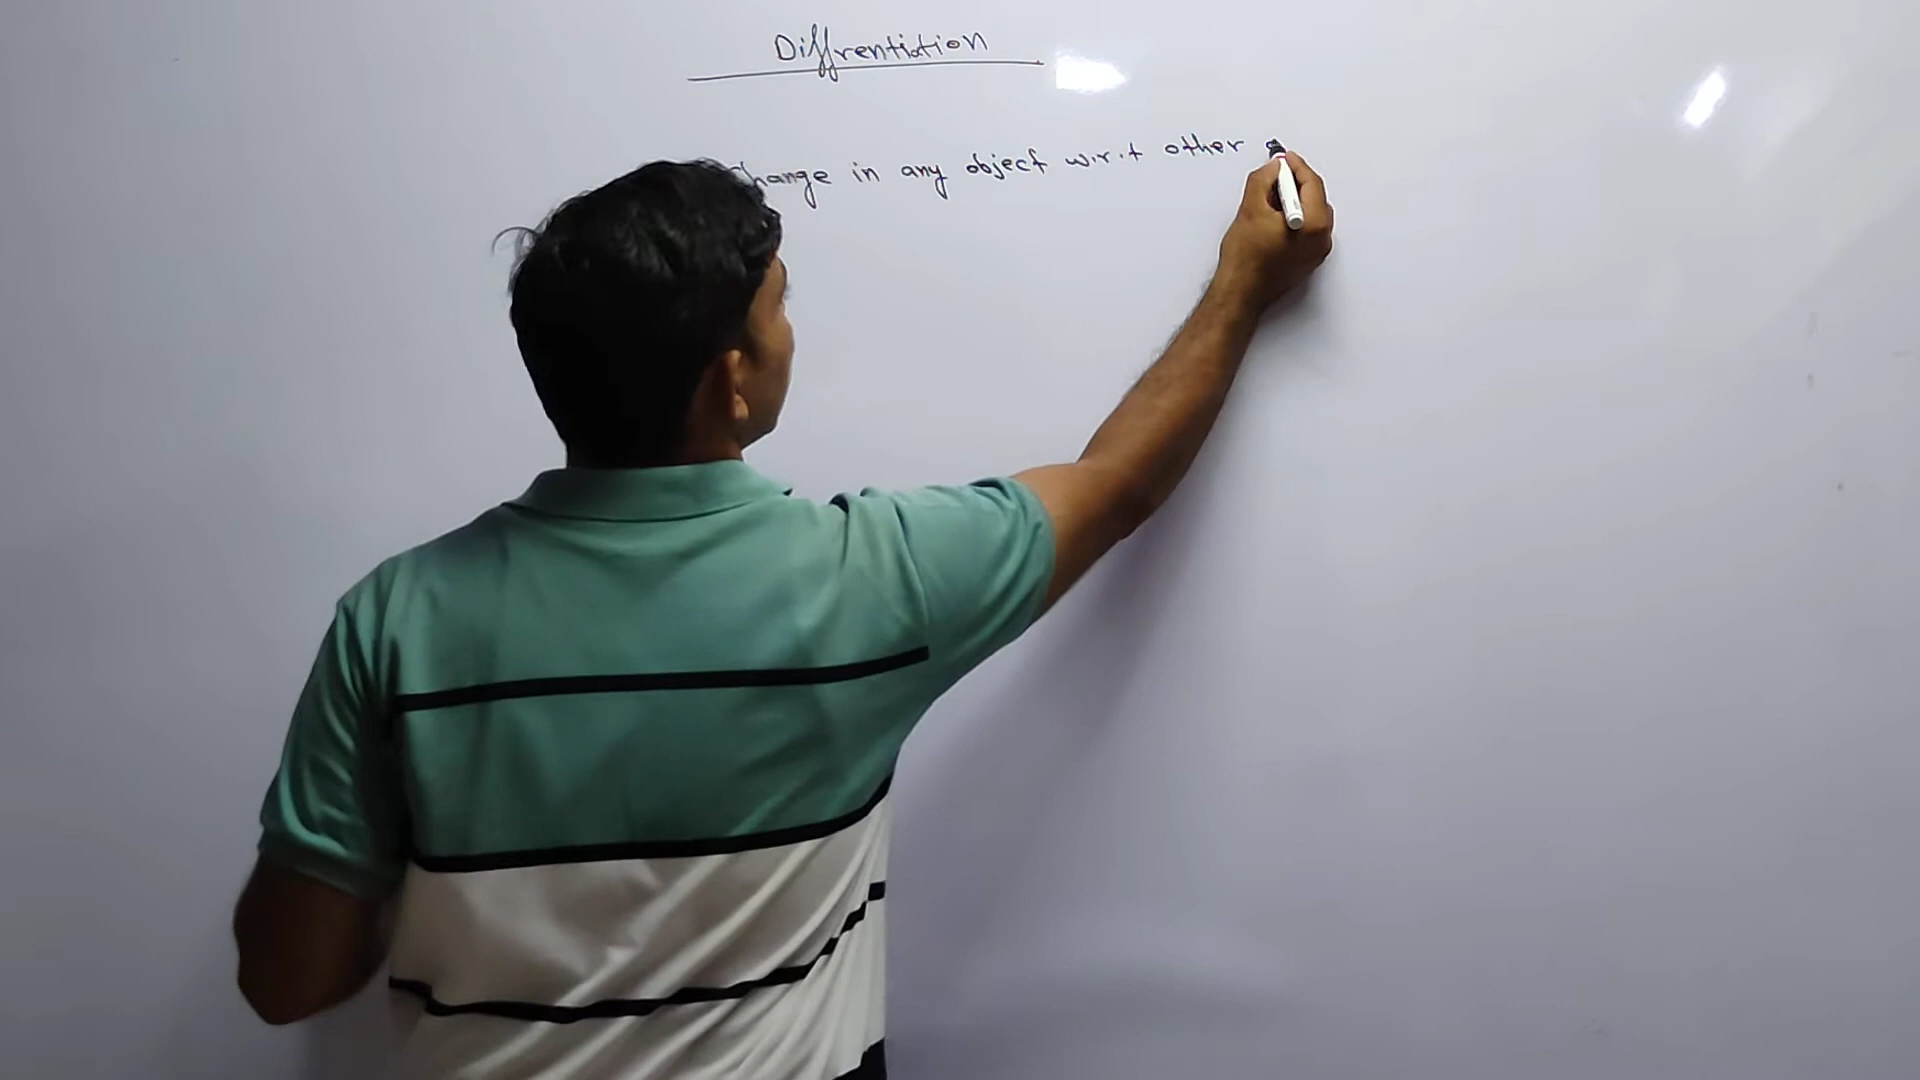 Diffrentiation
change in any object w.r.t other